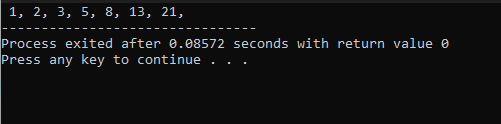 1, 2, 3, 5, 8, 13, 21,
--------------------------------
Process exited after 0.08572 seconds with return value 0
Press any key to continue . . .